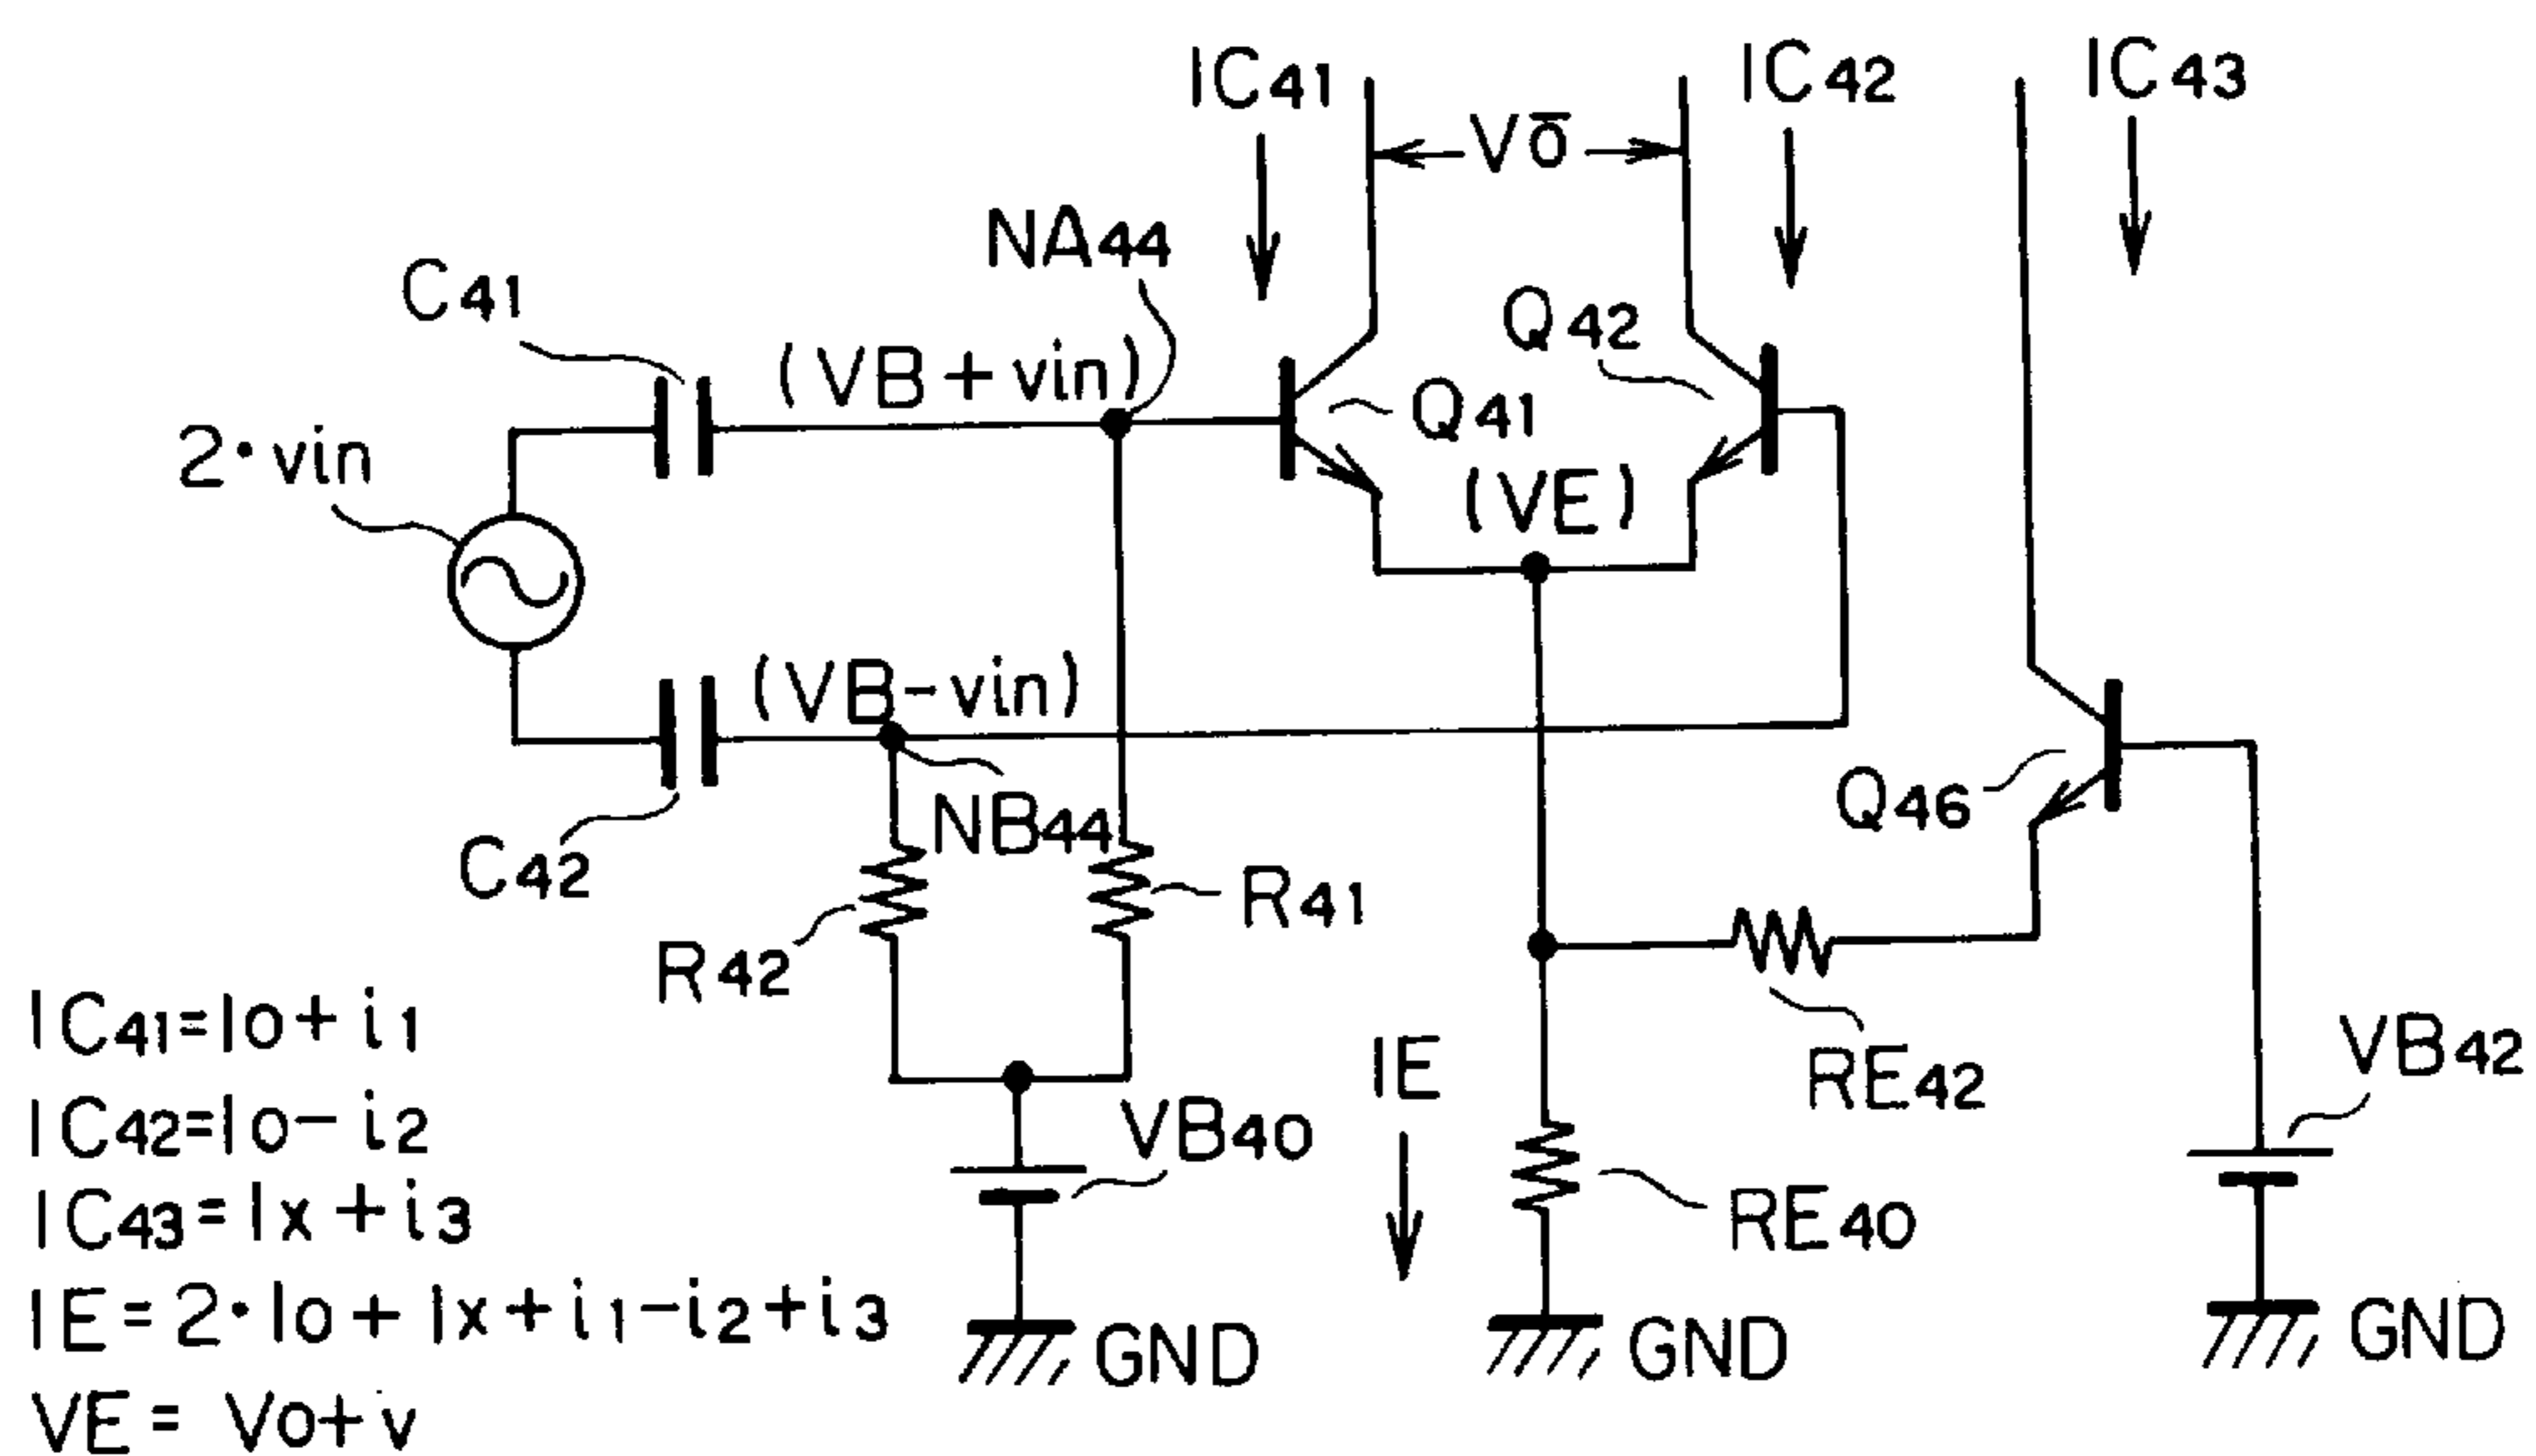 IC41
IC42
IC43
Vo̅
NA44
C41
Q42
(VB+vin)
Q41
2·vin
(VE)
(VB-vin)
Q46
NB44
C42
R41
R42
IC41=Io+i1
IE
RE42
VB42
IC42=Io-i2
VB40
IC43=Ix+i3
RE40
IE=2·Io+Ix+i1-i2+i3
GND
GND
GND
VE= Vo+v